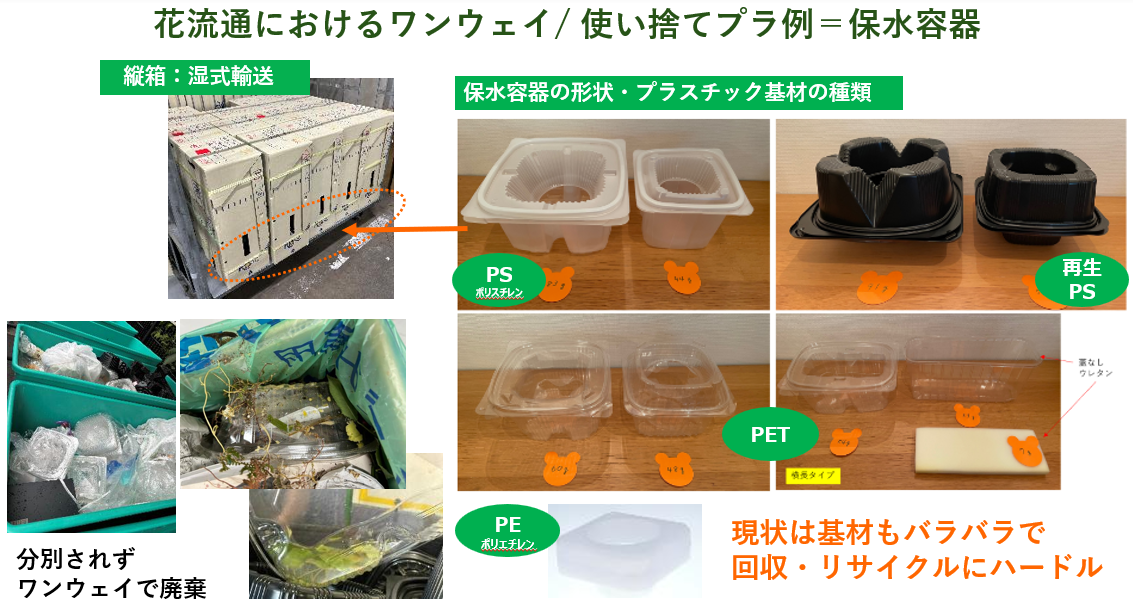 花流通におけるワンウェイ/ 使い捨てプラ例＝保水容器
縦箱：湿式輸送
保水容器の形状・プラスチック基材の種類
PS
ポリスチレン
44g
再生
PS
蓋なし
ウレタン
PET
60g
48g
横長タイプ
PE
ポリエチレン
分別されず
ワンウェイで廃棄
現状は基材もバラバラで
回収・リサイクルにハードル